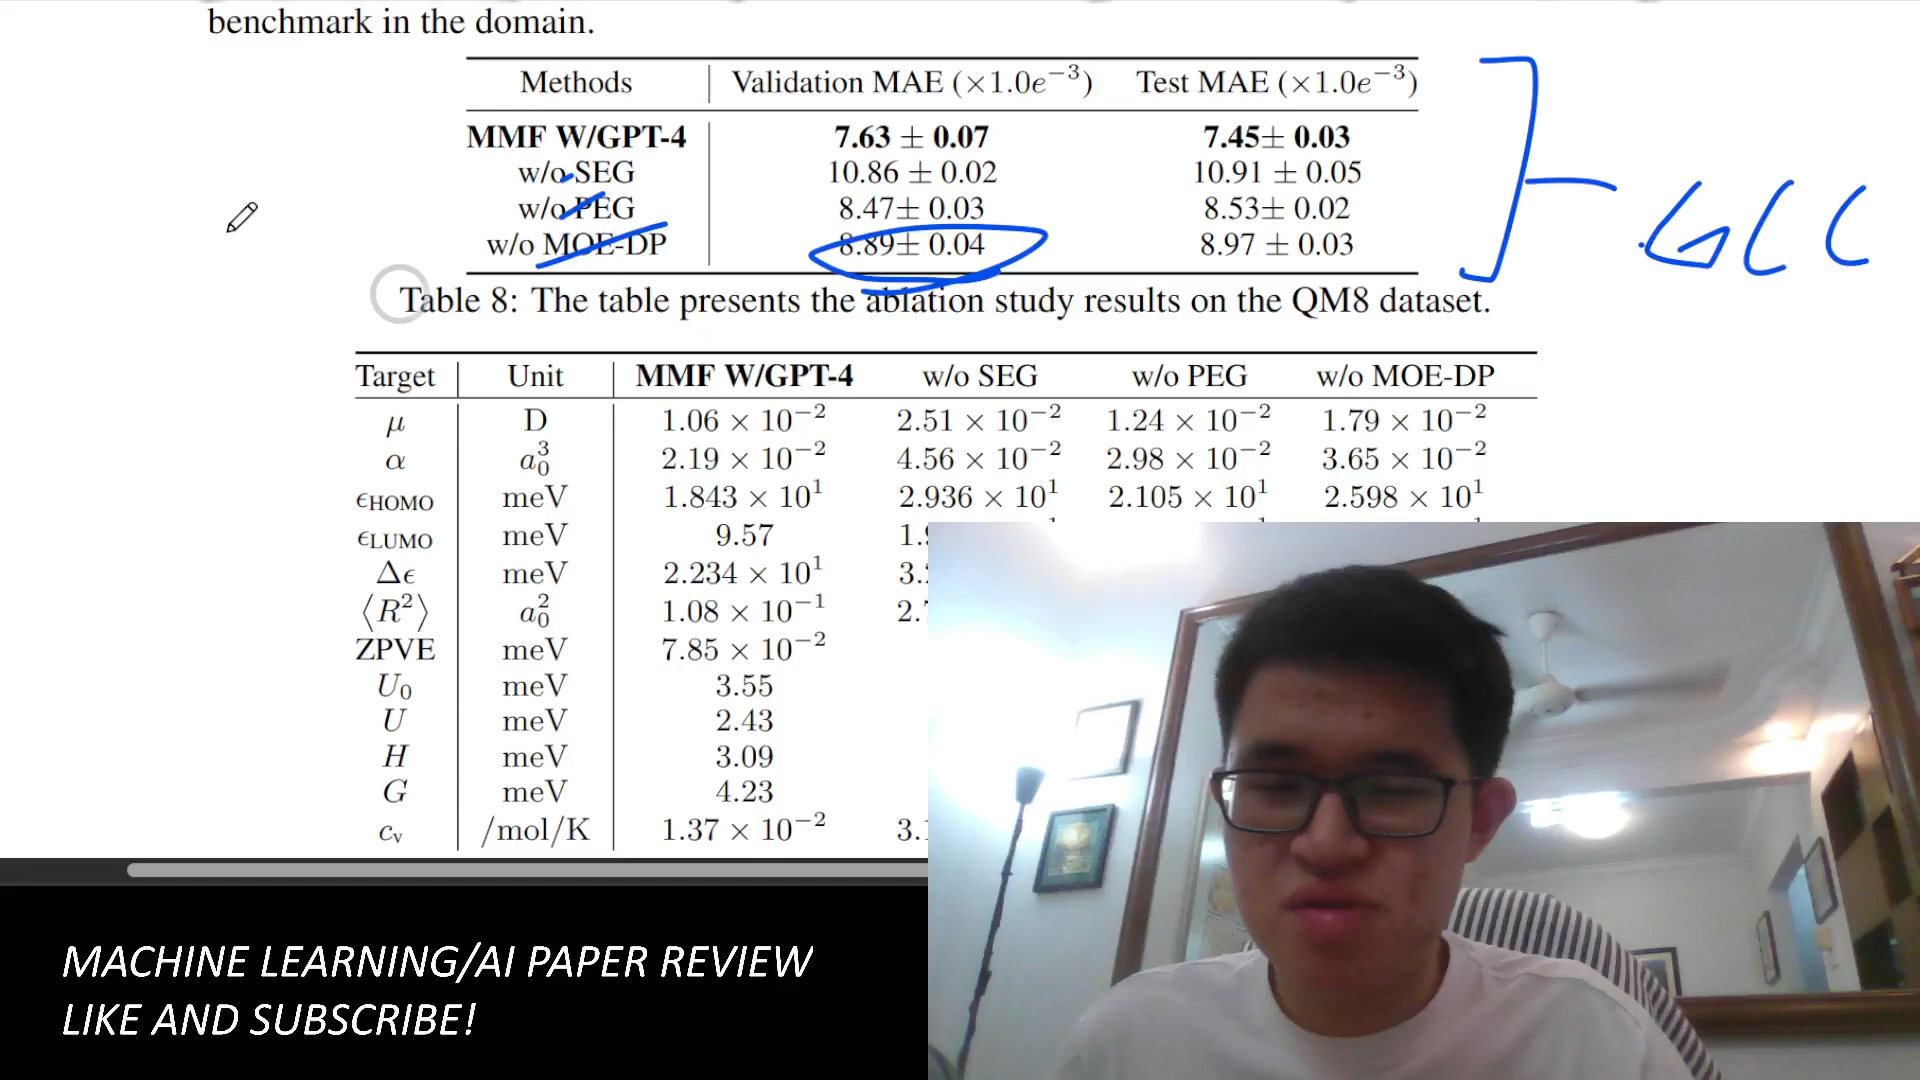 benchmark in the domain.
Methods Validation MAE (×1.0e⁻³) Test MAE (×1.0e⁻³)
MMF W/GPT-4 7.63 ± 0.07 7.45± 0.03
w/o SEG 10.86 ± 0.02 10.91 ± 0.05
w/o PEG 8.47± 0.03 8.53± 0.02
w/o MOE-DP 8.89± 0.04 8.97 ± 0.03
Table 8: The table presents the ablation study results on the QM8 dataset.
Target Unit MMF W/GPT-4 w/o SEG w/o PEG w/o MOE-DP
μ D 1.06 × 10⁻² 2.51 × 10⁻² 1.24 × 10⁻² 1.79 × 10⁻²
α a₀³ 2.19 × 10⁻² 4.56 × 10⁻² 2.98 × 10⁻² 3.65 × 10⁻²
ϵHOMO meV 1.843 × 10¹ 2.936 × 10¹ 2.105 × 10¹ 2.598 × 10¹
ϵLUMO meV 9.57
Δϵ meV 2.234 × 10¹
⟨R²⟩ a₀² 1.08 × 10⁻¹
ZPVE meV 7.85 × 10⁻²
U₀ meV 3.55
U meV 2.43
H meV 3.09
G meV 4.23
cᵥ /mol/K 1.37 × 10⁻²
MACHINE LEARNING/AI PAPER REVIEW
LIKE AND SUBSCRIBE!